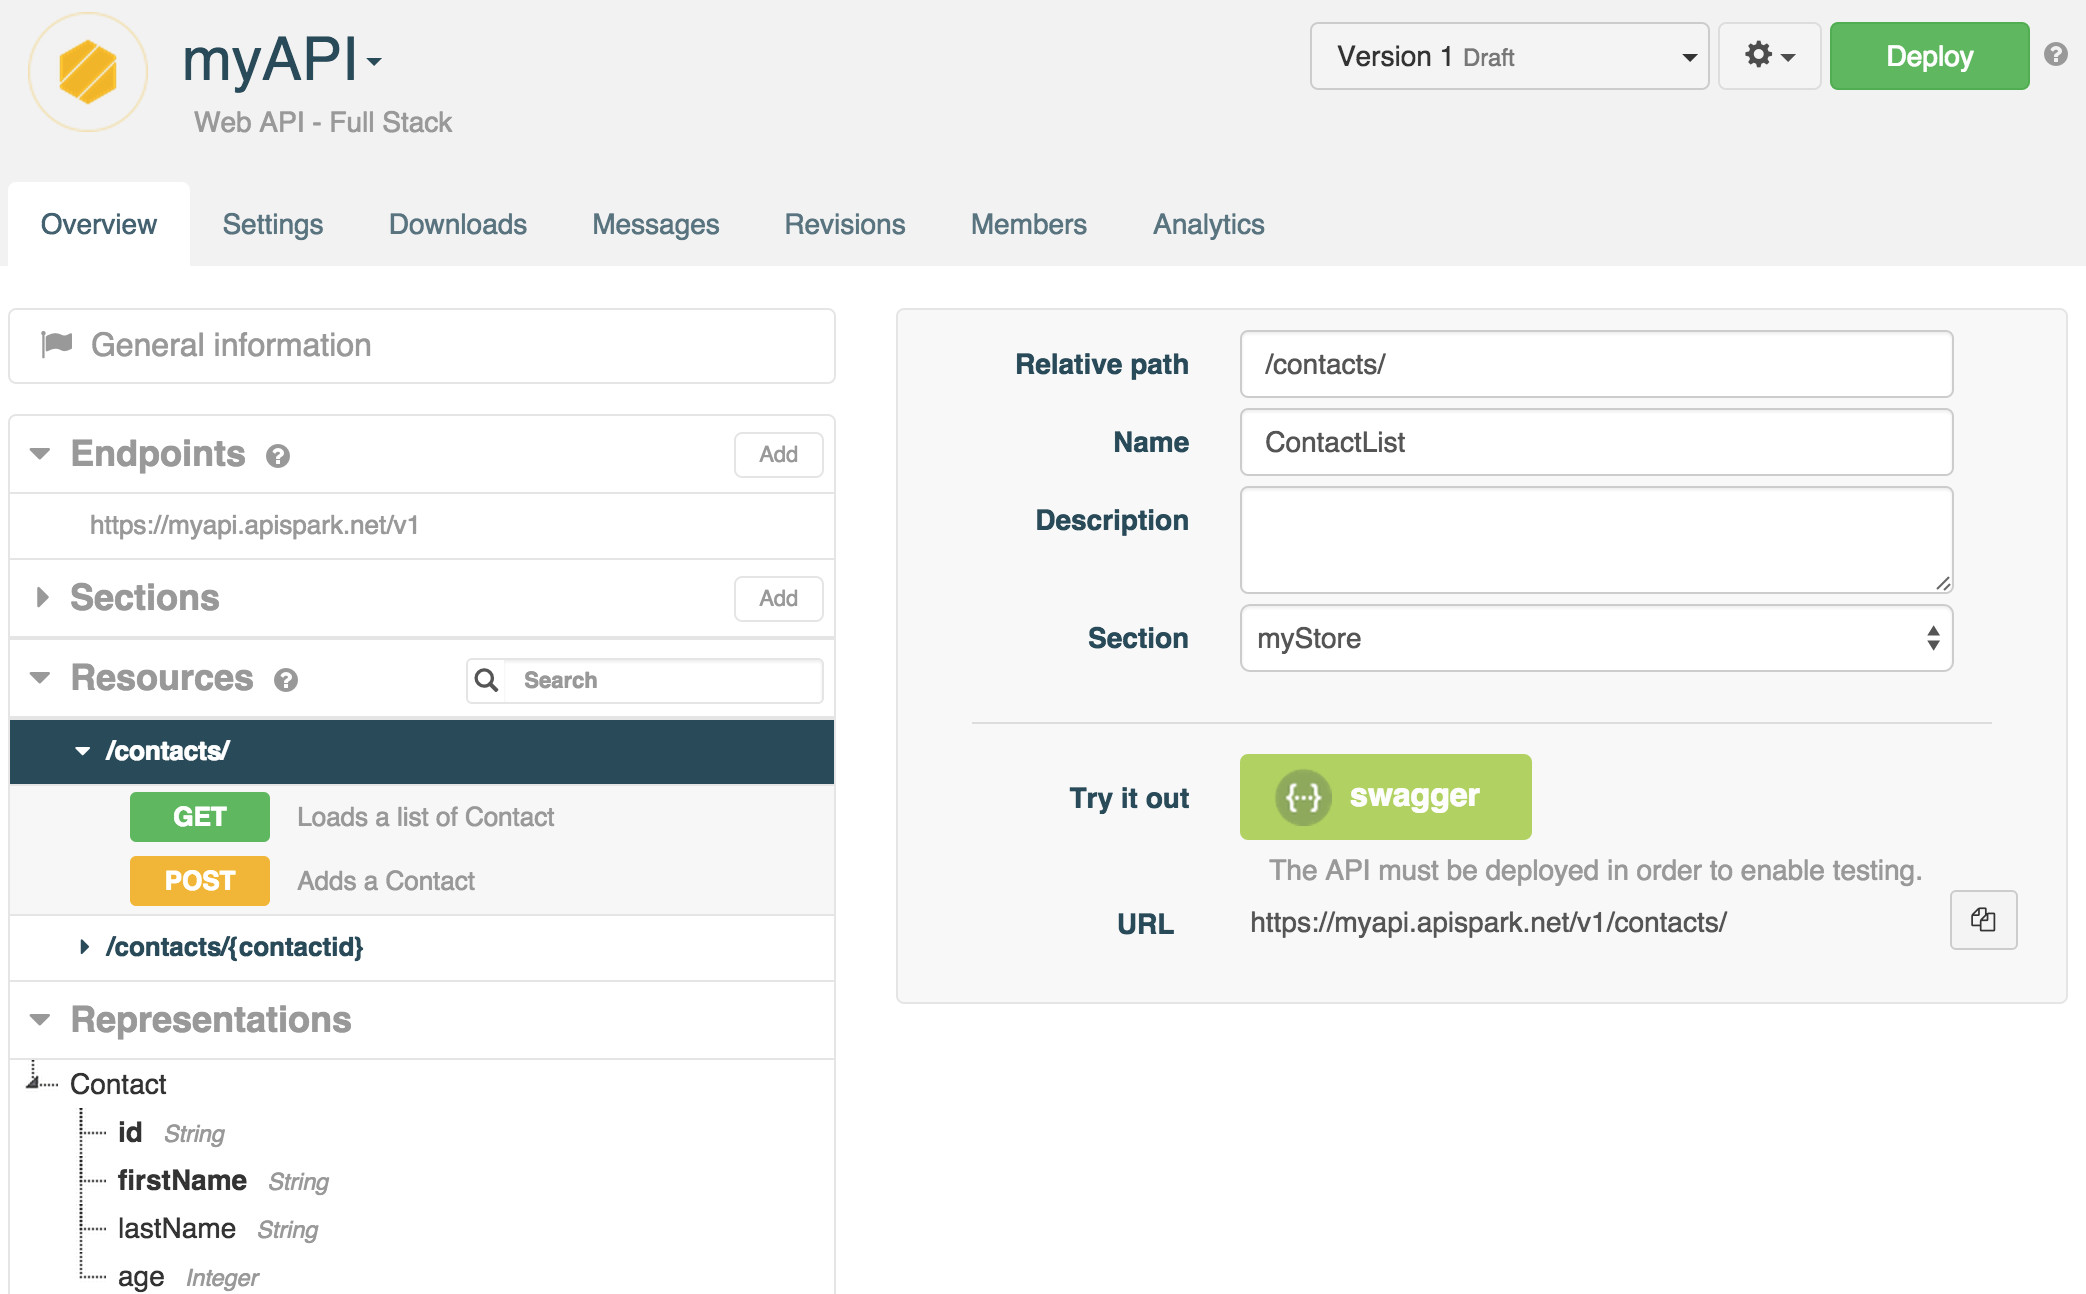 myAPI
Version 1 Draft
Deploy
?
Web API - Full Stack
Overview Settings Downloads Messages Revisions Members Analytics
General information
Endpoints ?
Add
https://myapi.apispark.net/v1
Sections
Add
Resources ?
Search
/contacts/
GET Loads a list of Contact
POST Adds a Contact
/contacts/{contactid}
Representations
Contact
id String
firstName String
lastName String
age Integer
Relative path /contacts/
Name ContactList
Description
Section myStore
Try it out {···} swagger
The API must be deployed in order to enable testing.
URL https://myapi.apispark.net/v1/contacts/